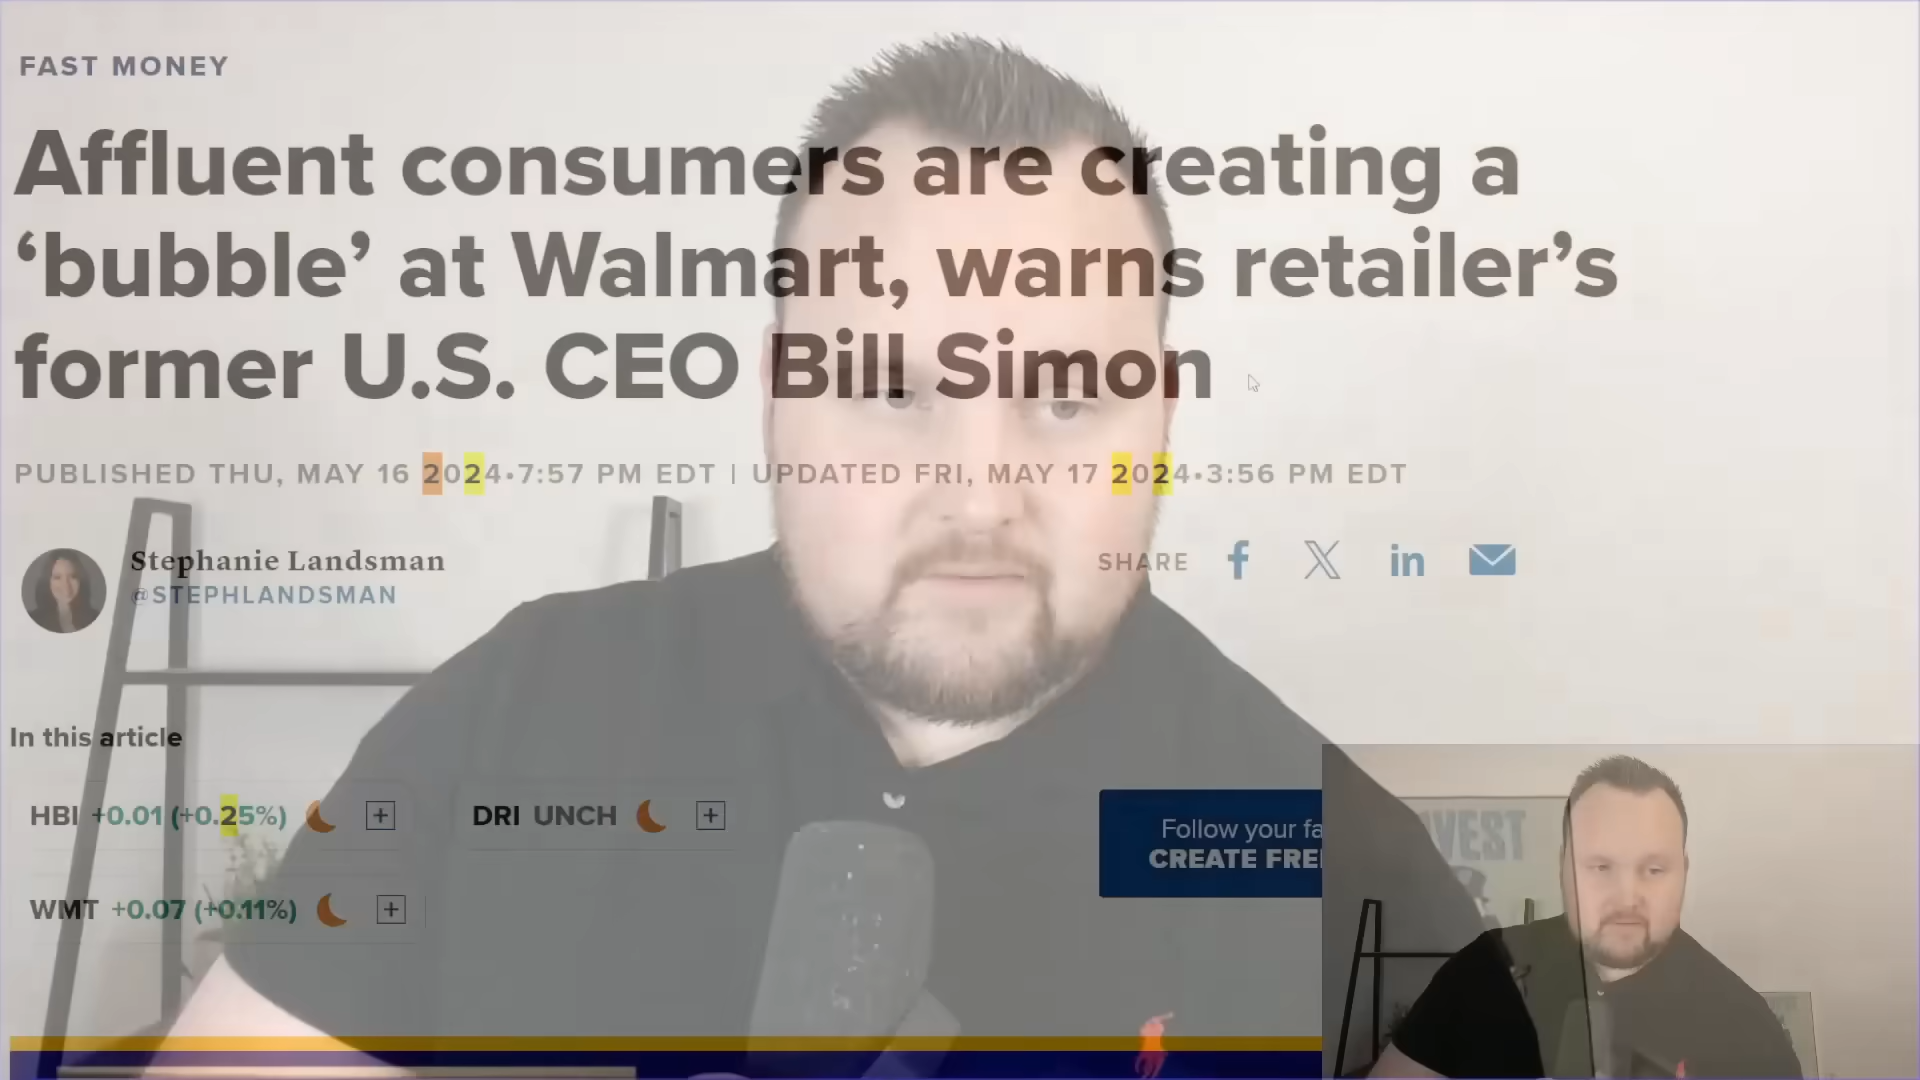 FAST MONEY
Affluent consumers are creating a
‘bubble’ at Walmart, warns retailer’s
former U.S. CEO Bill Simon
PUBLISHED THU, MAY 16 2024•7:57 PM EDT | UPDATED FRI, MAY 17 2024•3:56 PM EDT
Stephanie Landsman
@STEPHLANDSMAN
SHARE
In this article
HBI +0.01 (+0.25%)
DRI UNCH
WMT +0.07 (+0.11%)
Follow your
CREATE